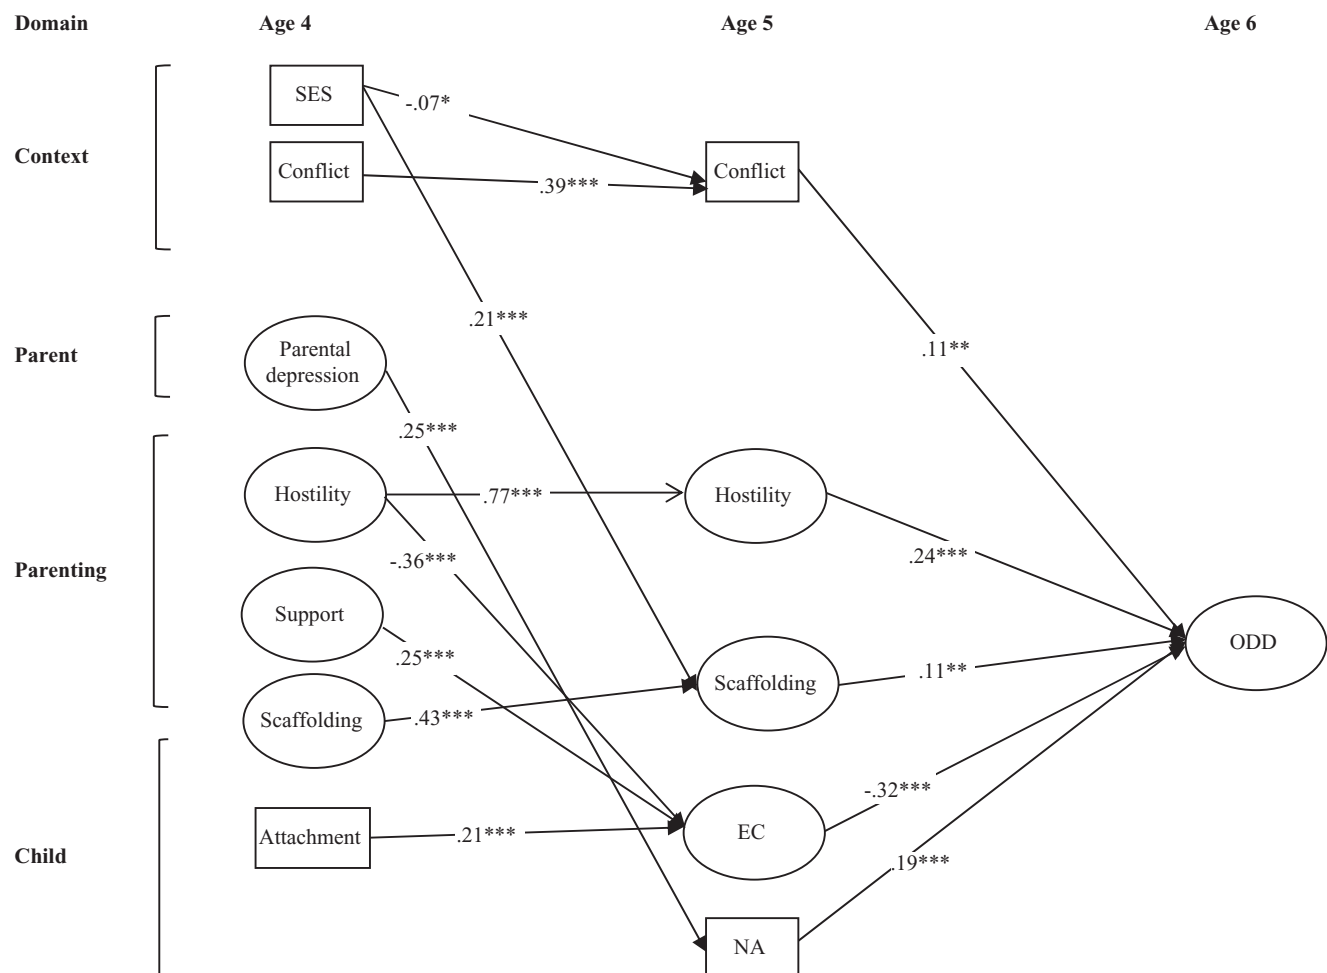 Domain Age 4 Age 5 Age 6
SES
-.07*
Context
Conflict
.39***
Conflict
.21***
Parent
Parental
depression
.11**
.25***
Hostility
.77***
Hostility
-.36***
.24***
Parenting
Support
.25***
ODD
Scaffolding
.43***
Scaffolding
.11**
-.32***
Attachment
.21***
EC
Child
.19***
NA